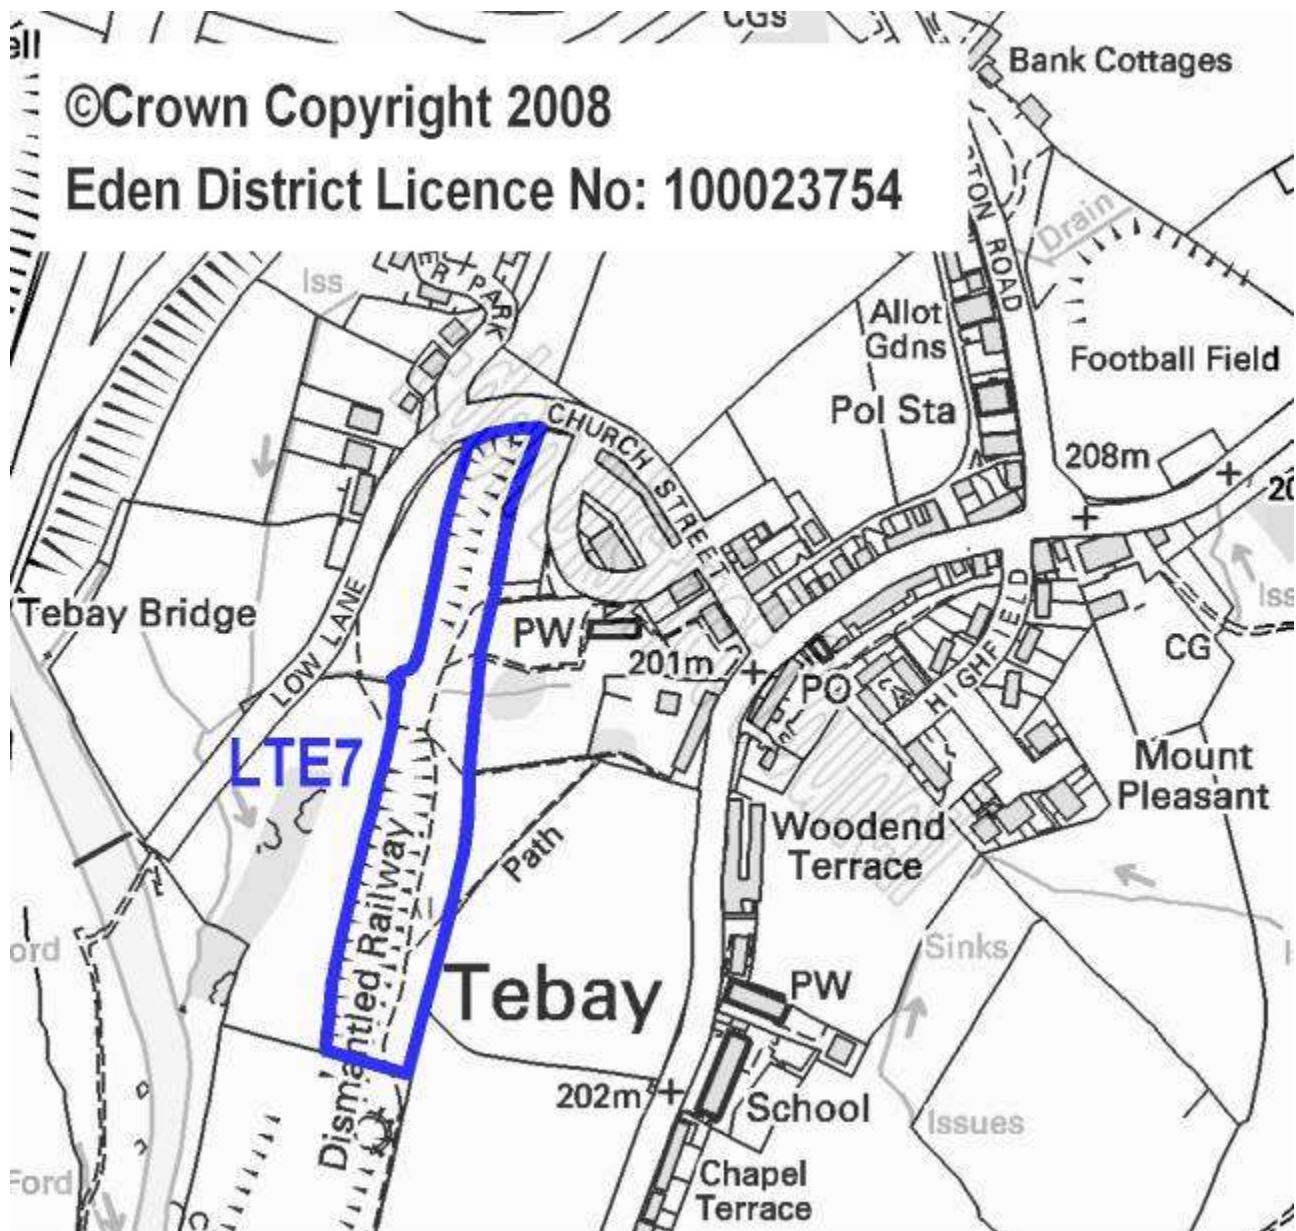 CGs
Bank Cottages
©Crown Copyright 2008
Eden District Licence No: 100023754
TON ROAD
Drain
Iss
ER PARK
Allot
Gdns
Football Field
Pol Sta
CHURCH STREET
208m
Tebay Bridge
LOW LANE
PW
201m
PO
HIGHFIELD
Iss
CG
LTE7
Mount
Pleasant
Woodend
Terrace
Path
Dismantled Railway
Sinks
Tebay
PW
202m
School
Issues
Chapel
Terrace
Ford